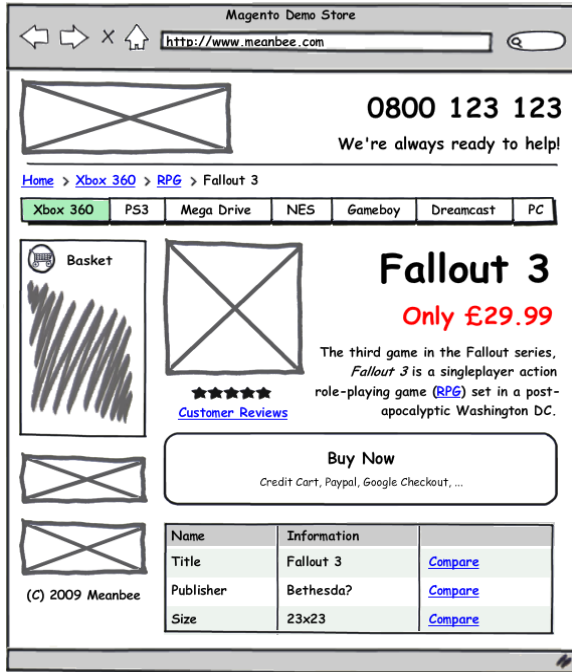 Magento Demo Store
http://www.meanbee.com
0800 123 123
We're always ready to help!
Home > Xbox 360 > RPG > Fallout 3
Xbox 360 PS3 Mega Drive NES Gameboy Dreamcast PC
Basket
Fallout 3
Only £29.99
The third game in the Fallout series,
Fallout 3 is a singleplayer action
role-playing game (RPG) set in a post-
apocalyptic Washington DC.
Customer Reviews
Buy Now
Credit Cart, Paypal, Google Checkout, ...
Name Information
Title Fallout 3 Compare
Publisher Bethesda? Compare
Size 23x23 Compare
(C) 2009 Meanbee